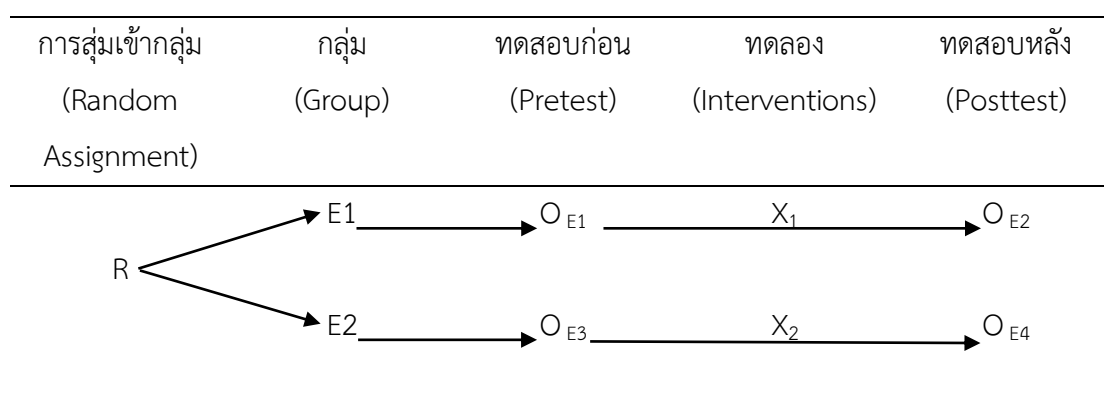 การสุ่มเข้ากลุ่ม กลุ่ม ทดสอบก่อน ทดลอง ทดสอบหลัง
(Random (Group) (Pretest) (Interventions) (Posttest)
Assignment)
E1 O E1 X1 O E2
R
E2 O E3 X2 O E4